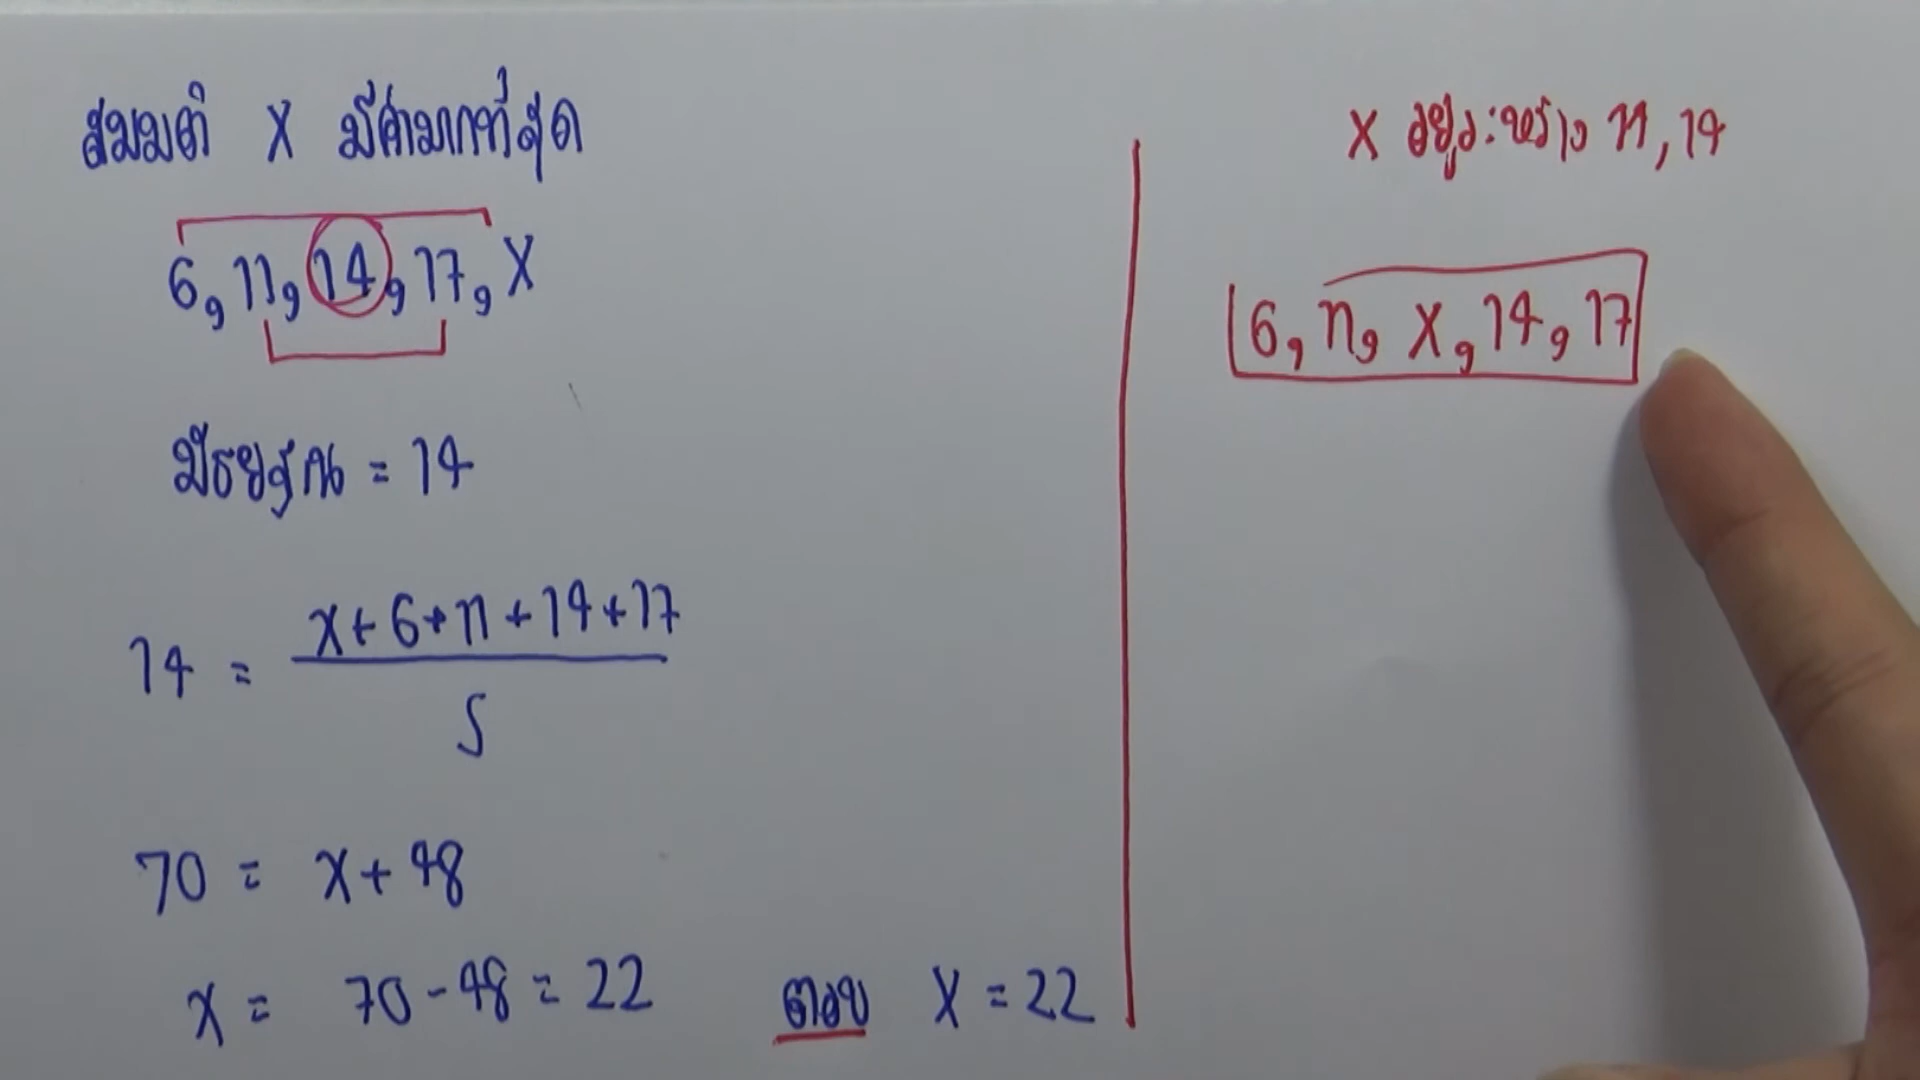 สมมติ X มีค่ามากที่สุด
6, 11, 14, 17, X
มัธยฐาน = 14
14 = x + 6 + 11 + 14 + 17
5
70 = x + 48
x = 70 - 48 = 22
ตอบ X = 22
X อยู่ระหว่าง 11, 14
6, 11, X, 14, 17